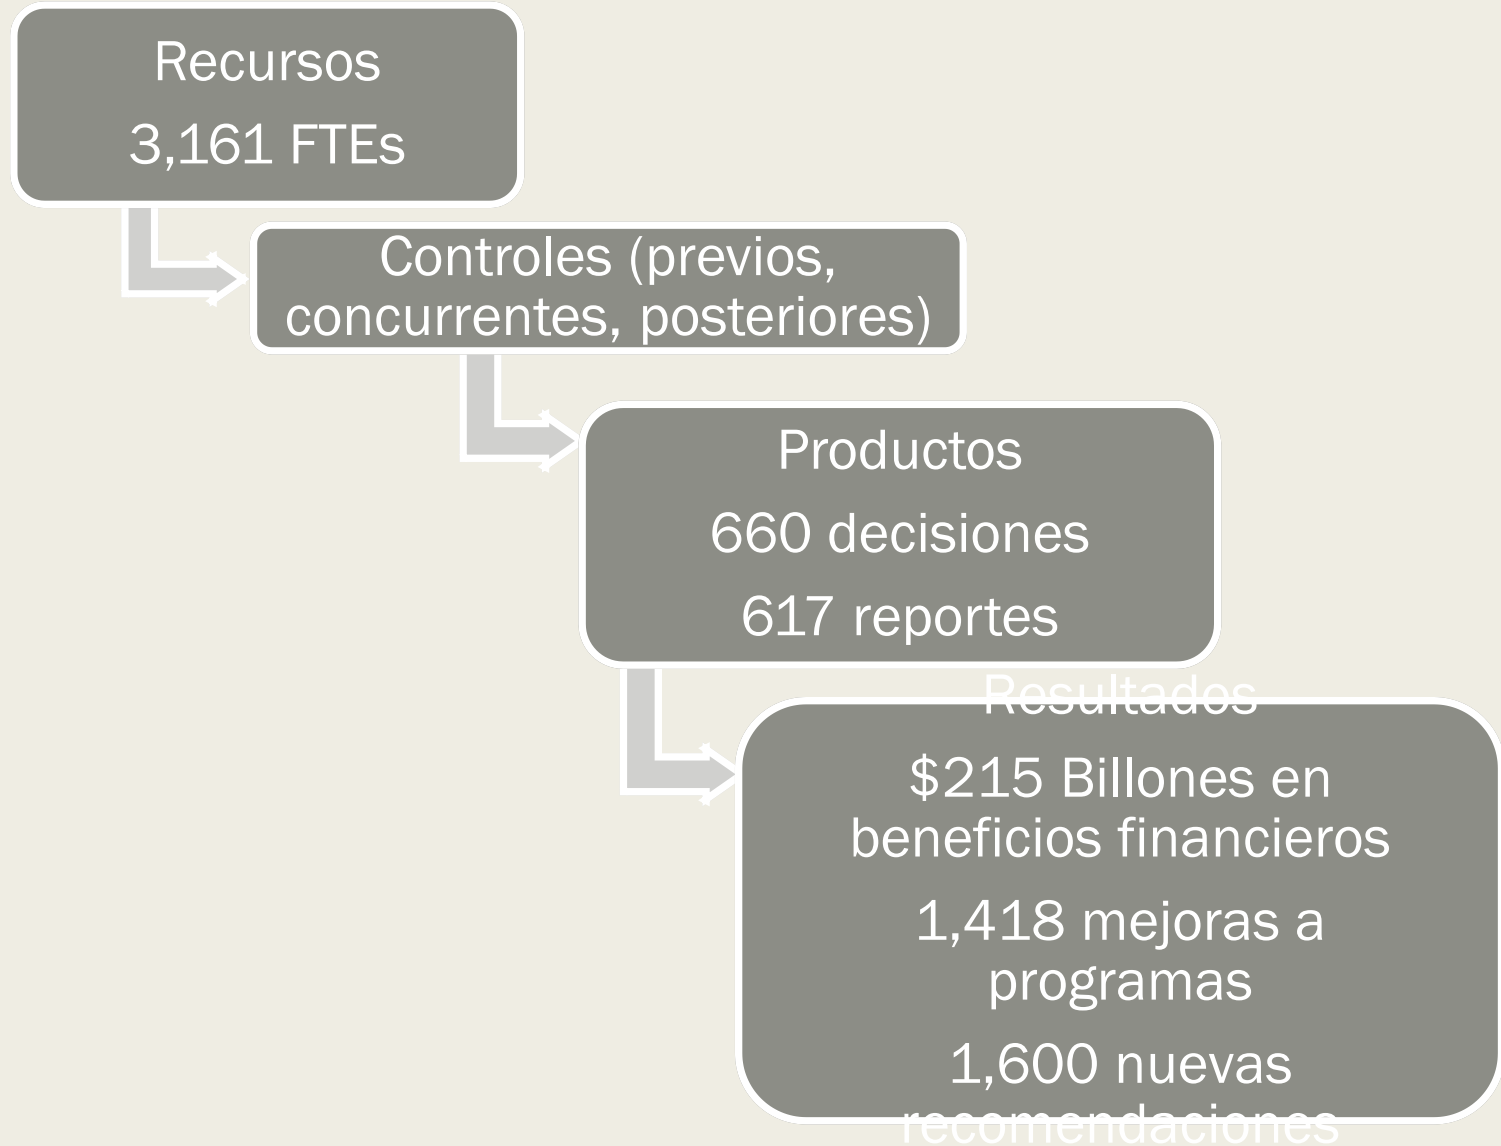 Recursos
3,161 FTEs
Controles (previos,
concurrentes, posteriores)
Productos
660 decisiones
617 reportes
Resultados
$215 Billones en
beneficios financieros
1,418 mejoras a
programas
1,600 nuevas
recomendaciones